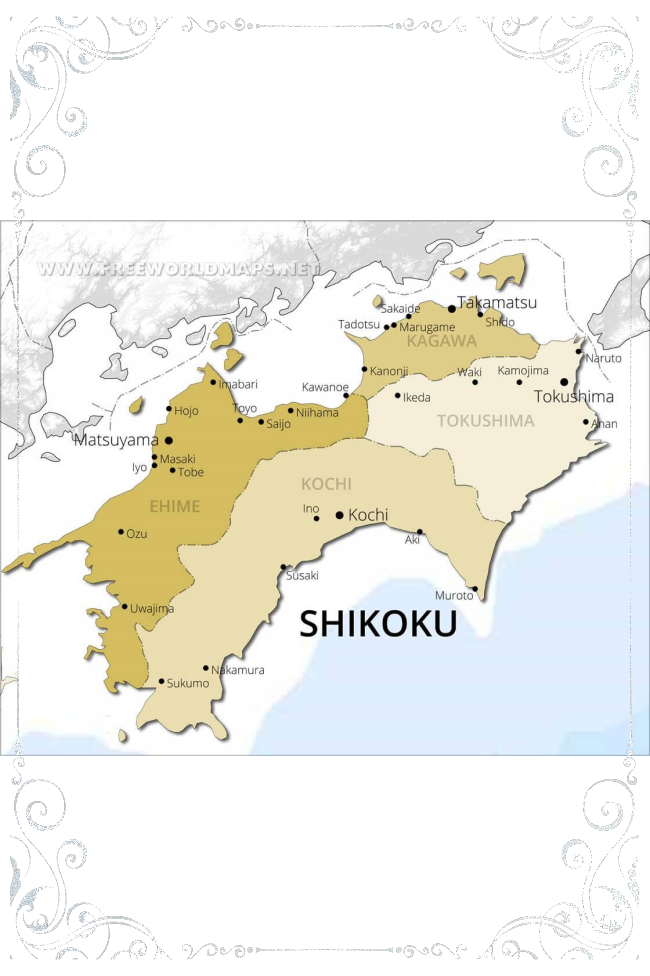 WWW.FREEWORLDMAPS.NET
Takamatsu
Sakaide
Shido
Tadotsu
Marugame
KAGAWA
Naruto
Kanonji
Waki
Kamojima
Imabari
Kawanoe
Ikeda
Tokushima
Hojo
Toyo
Niihama
Saijo
TOKUSHIMA
Anan
Matsuyama
Masaki
Iyo
Tobe
KOCHI
EHIME
Ino
Kochi
Ozu
Aki
Susaki
Muroto
Uwajima
SHIKOKU
Nakamura
Sukumo